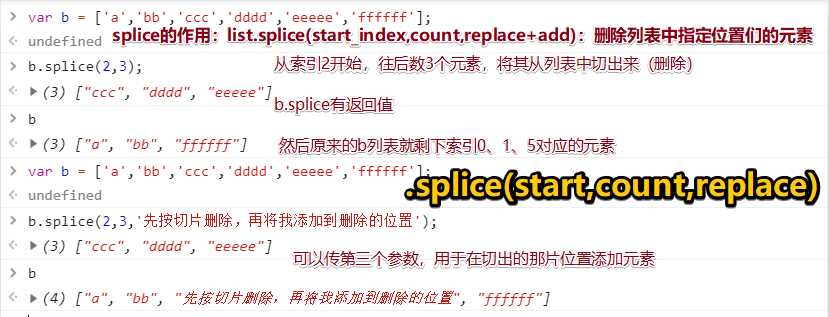 > var b = ['a','bb','ccc','dddd','eeeee','ffffff'];
< undefined
splice的作用：list.splice(start_index,count,replace+add)：删除列表中指定位置们的元素
> b.splice(2,3);
从索引2开始，往后数3个元素，将其从列表中切出来（删除）
< ▶ (3) ["ccc", "dddd", "eeeee"]
b.splice有返回值
> b
< ▶ (3) ["a", "bb", "ffffff"]
然后原来的b列表就剩下索引0、1、5对应的元素
> var b = ['a','bb','ccc','dddd','eeeee','ffffff'];
< undefined
.splice(start,count,replace)
> b.splice(2,3,'先按切片删除，再将我添加到删除的位置');
< ▶ (3) ["ccc", "dddd", "eeeee"]
可以传第三个参数，用于在切出的那片位置添加元素
> b
< ▶ (4) ["a", "bb", "先按切片删除，再将我添加到删除的位置", "ffffff"]